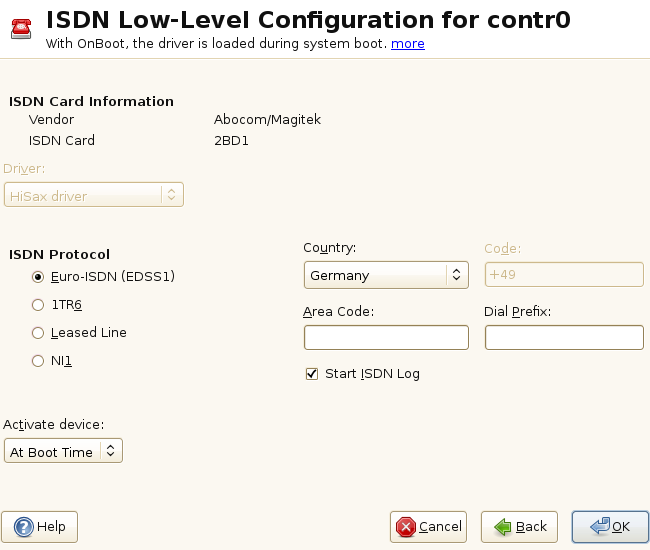 ISDN Low-Level Configuration for contr0
With OnBoot, the driver is loaded during system boot. more
ISDN Card Information
Vendor Abocom/Magitek
ISDN Card 2BD1
Driver:
HiSax driver
ISDN Protocol
Euro-ISDN (EDSS1)
1TR6
Leased Line
NI1
Country:
Germany
Code:
+49
Area Code:
Dial Prefix:
Start ISDN Log
Activate device:
At Boot Time
Help
Cancel
Back
OK